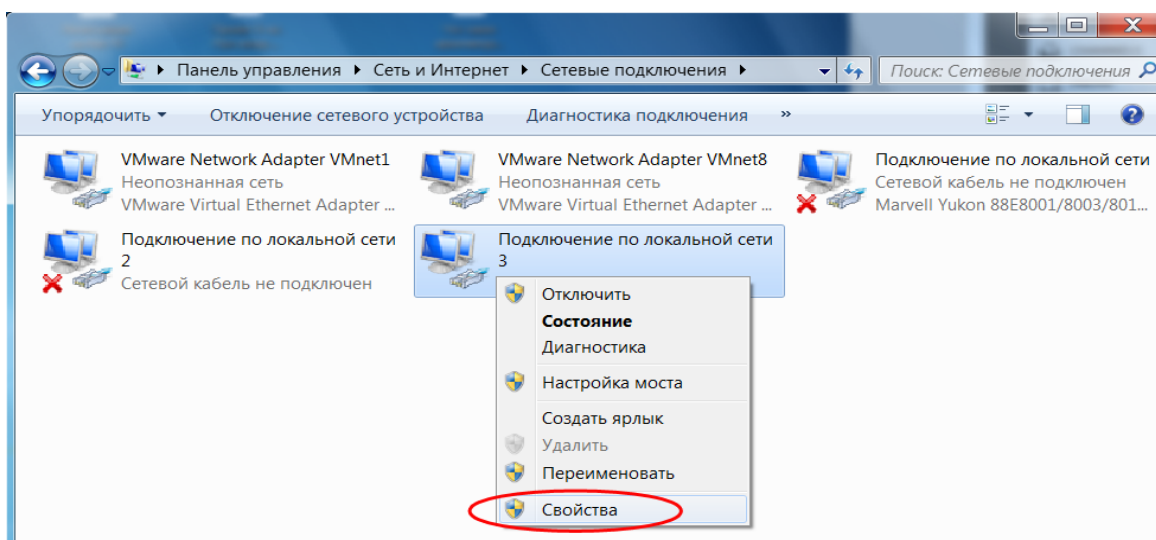 Панель управления Сеть и Интернет Сетевые подключения Поиск: Сетевые подключения
Упорядочить Отключение сетевого устройства Диагностика подключения »
VMware Network Adapter VMnet1
Неопознанная сеть
VMware Virtual Ethernet Adapter ...
VMware Network Adapter VMnet8
Неопознанная сеть
VMware Virtual Ethernet Adapter ...
Подключение по локальной сети
Сетевой кабель не подключен
Marvell Yukon 88E8001/8003/801...
Подключение по локальной сети
2
Сетевой кабель не подключен
Подключение по локальной сети
3
Отключить
Состояние
Диагностика
Настройка моста
Создать ярлык
Удалить
Переименовать
Свойства